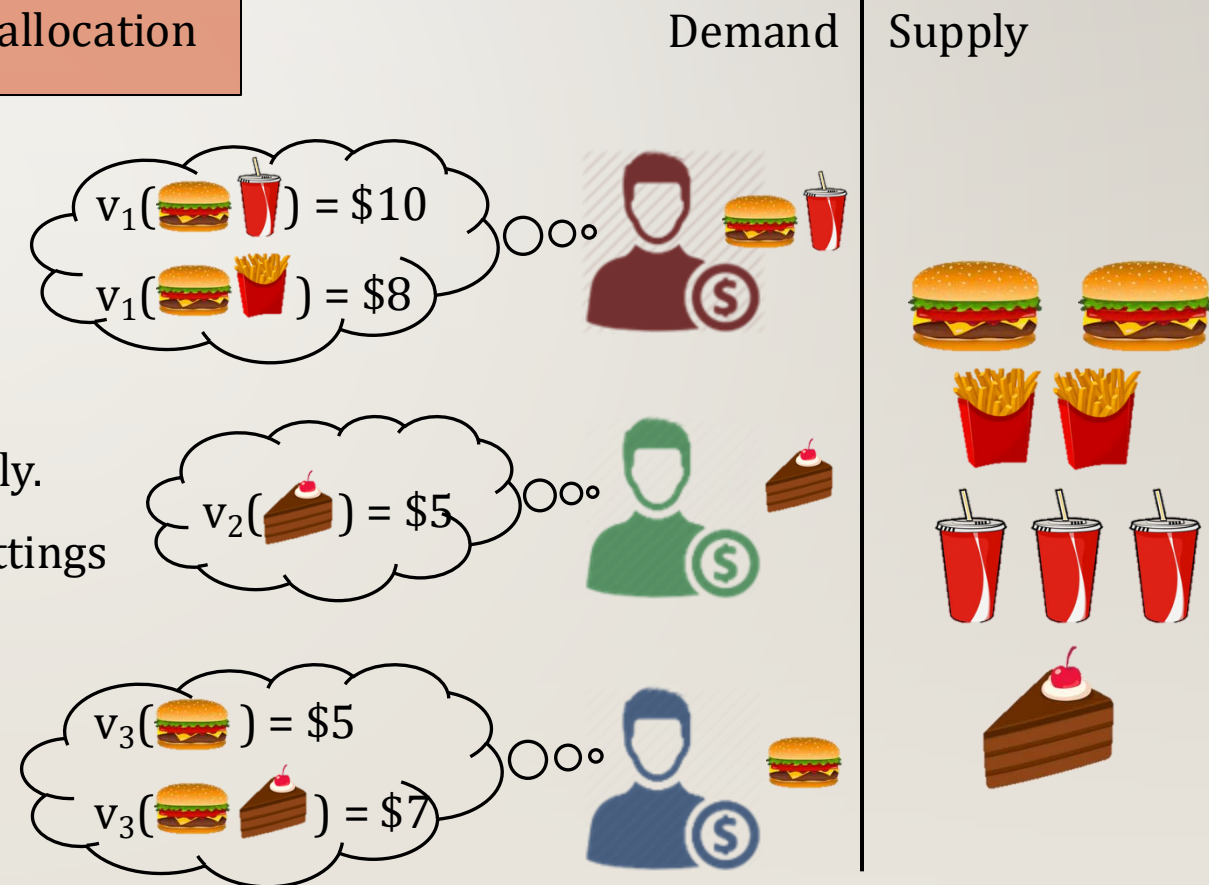 allocation
Demand
Supply
v₁( ) = $10
v₁( ) = $8
ly.
ttings
v₂( ) = $5
v₃( ) = $5
v₃( ) = $7
$
$
$